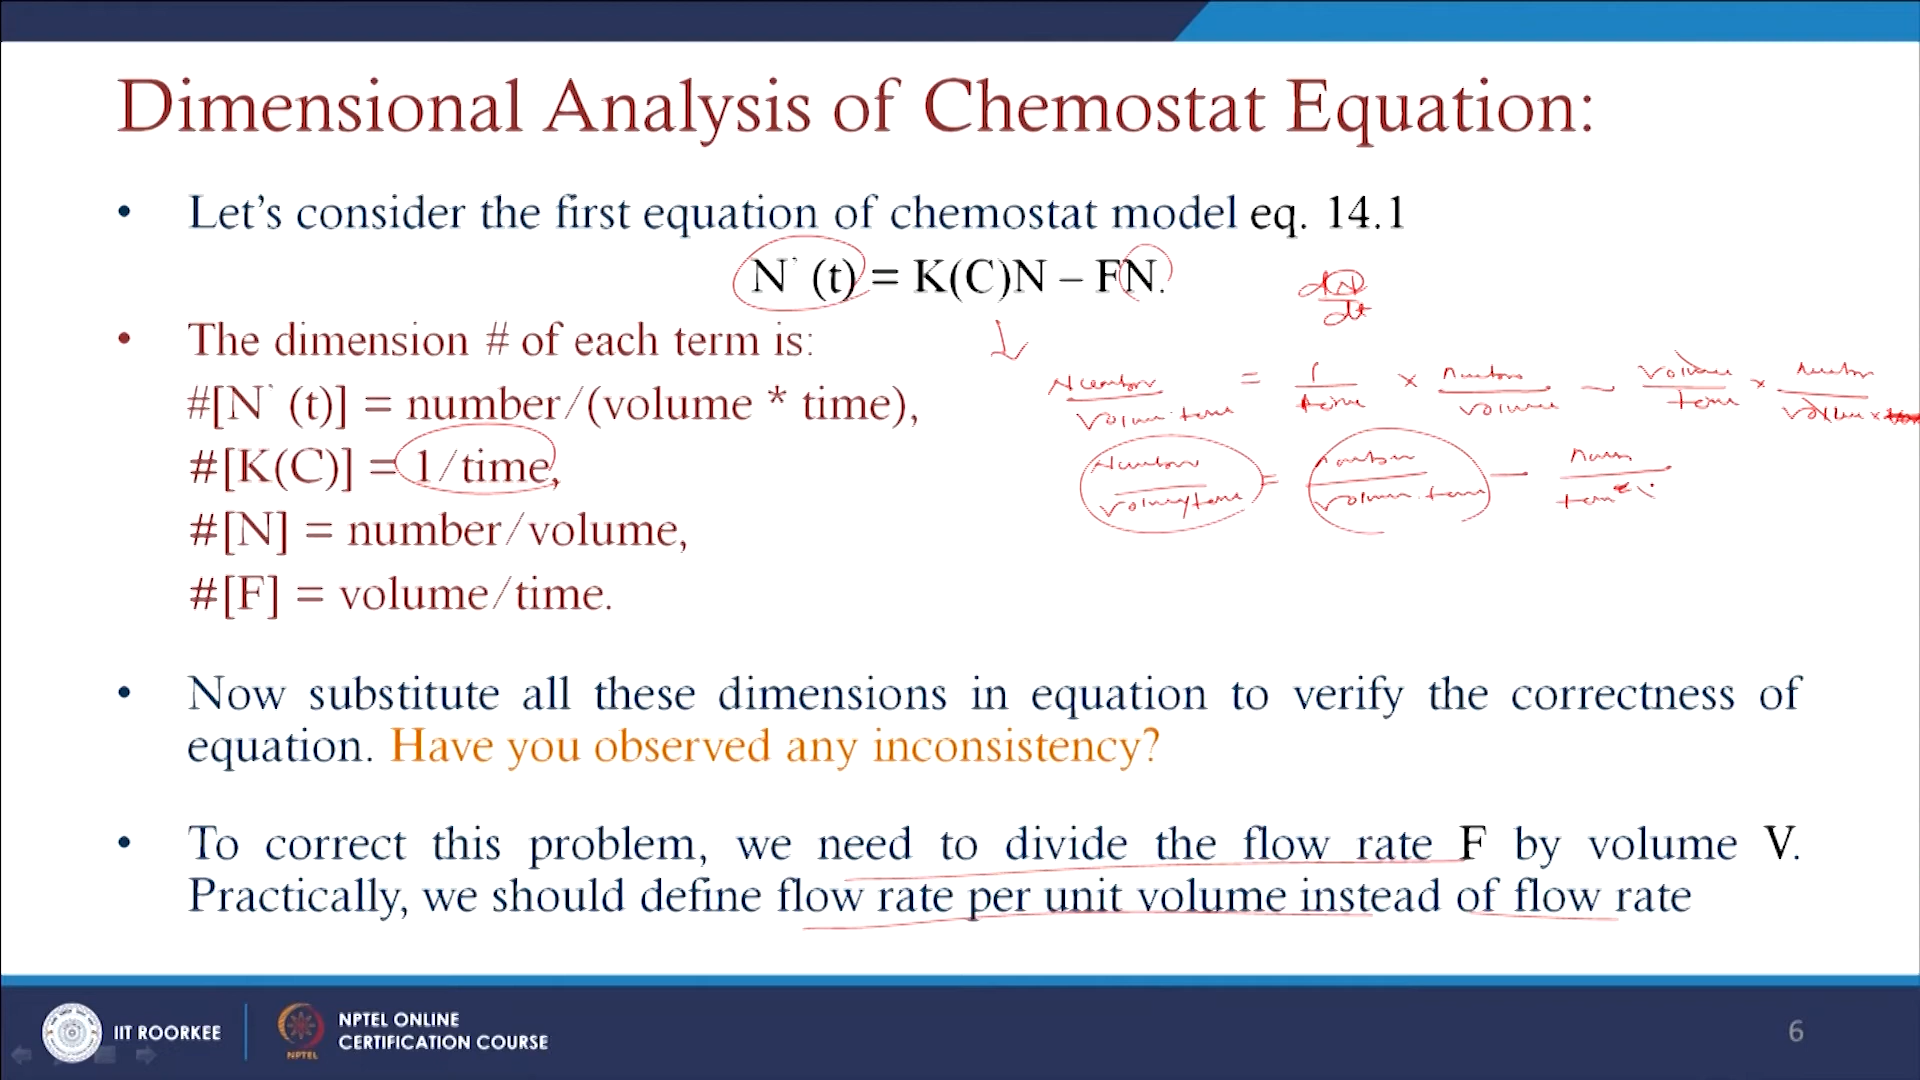 Dimensional Analysis of Chemostat Equation:
• Let’s consider the first equation of chemostat model eq. 14.1
N` (t) = K(C)N – FN.
dN
dt
• The dimension # of each term is:
Number = 1 × number – volume × number
volume time time volume time volume ×
#[N` (t)] = number/(volume * time),
#[K(C)] = 1/time,
Number = number –
volume time volume time
#[N] = number/volume,
#[F] = volume/time.
• Now substitute all these dimensions in equation to verify the correctness of
equation. Have you observed any inconsistency?
• To correct this problem, we need to divide the flow rate F by volume V.
Practically, we should define flow rate per unit volume instead of flow rate
IIT ROORKEE
NPTEL
NPTEL ONLINE
CERTIFICATION COURSE
6